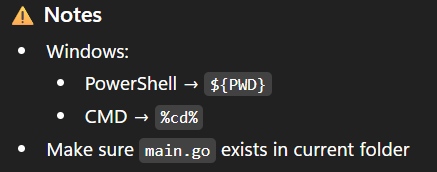 ⚠️ Notes
• Windows:
• PowerShell → ${PWD}
• CMD → %cd%
• Make sure main.go exists in current folder